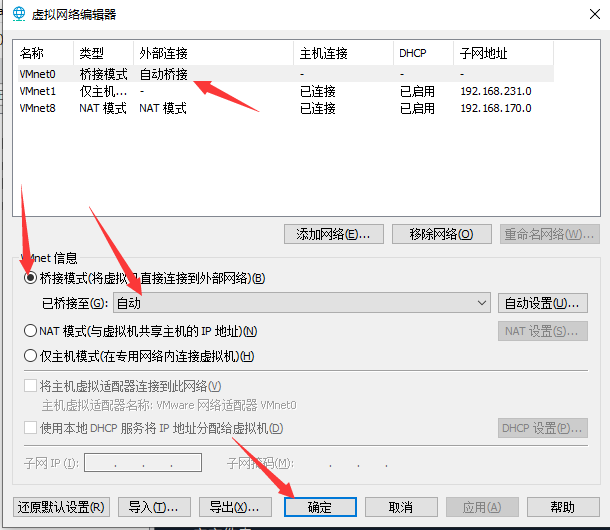 虚拟网络编辑器
名称 类型 外部连接 主机连接 DHCP 子网地址
VMnet0 桥接模式 自动桥接 - - -
VMnet1 仅主机... - 已连接 已启用 192.168.231.0
VMnet8 NAT 模式 NAT 模式 已连接 已启用 192.168.170.0
添加网络(E)... 移除网络(O) 重命名网络(W)...
VMnet 信息
桥接模式(将虚拟机直接连接到外部网络)(B)
已桥接至(G): 自动 自动设置(U)...
NAT 模式(与虚拟机共享主机的 IP 地址)(N) NAT 设置(S)...
仅主机模式(在专用网络内连接虚拟机)(H)
将主机虚拟适配器连接到此网络(V)
主机虚拟适配器名称: VMware 网络适配器 VMnet0
使用本地 DHCP 服务将 IP 地址分配给虚拟机(D) DHCP 设置(P)...
子网 IP (I): . . . 子网掩码(M): . . .
还原默认设置(R) 导入(T)... 导出(X)... 确定 取消 应用(A) 帮助